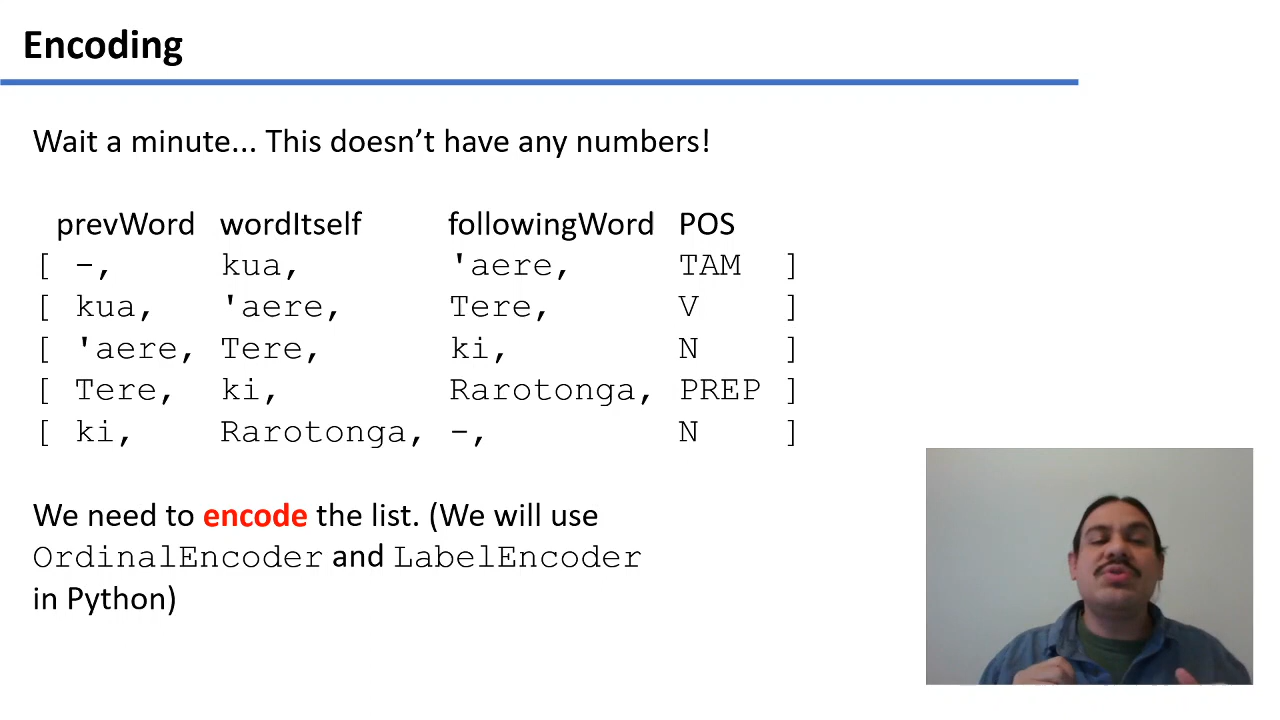 Encoding
Wait a minute... This doesn’t have any numbers!
prevWord wordItself followingWord POS
[ -, kua, 'aere, TAM ]
[ kua, 'aere, Tere, V ]
[ 'aere, Tere, ki, N ]
[ Tere, ki, Rarotonga, PREP ]
[ ki, Rarotonga, -, N ]
We need to encode the list. (We will use
OrdinalEncoder and LabelEncoder
in Python)